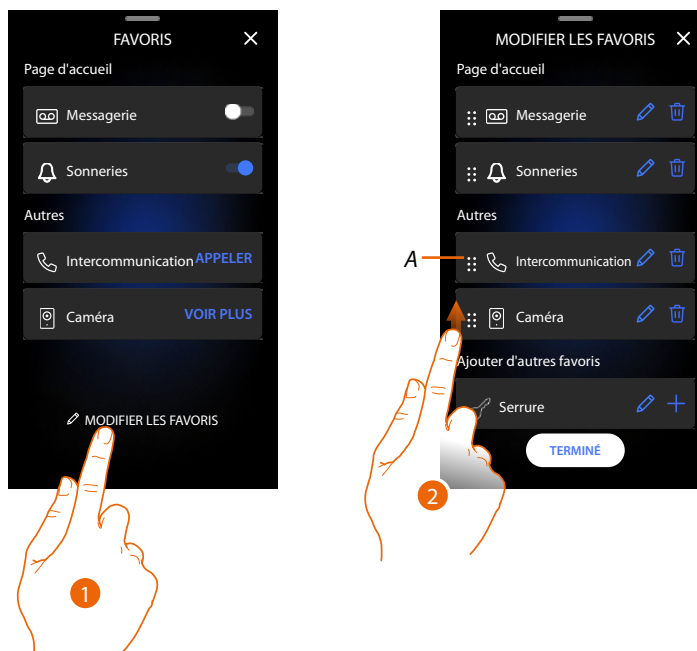 FAVORIS
Page d'accueil
Messagerie
Sonneries
Autres
Intercommunication APPELER
Caméra VOIR PLUS
MODIFIER LES FAVORIS
1
MODIFIER LES FAVORIS
Page d'accueil
Messagerie
Sonneries
Autres
A
Intercommunication
Caméra
Ajouter d'autres favoris
Serrure
TERMINÉ
2